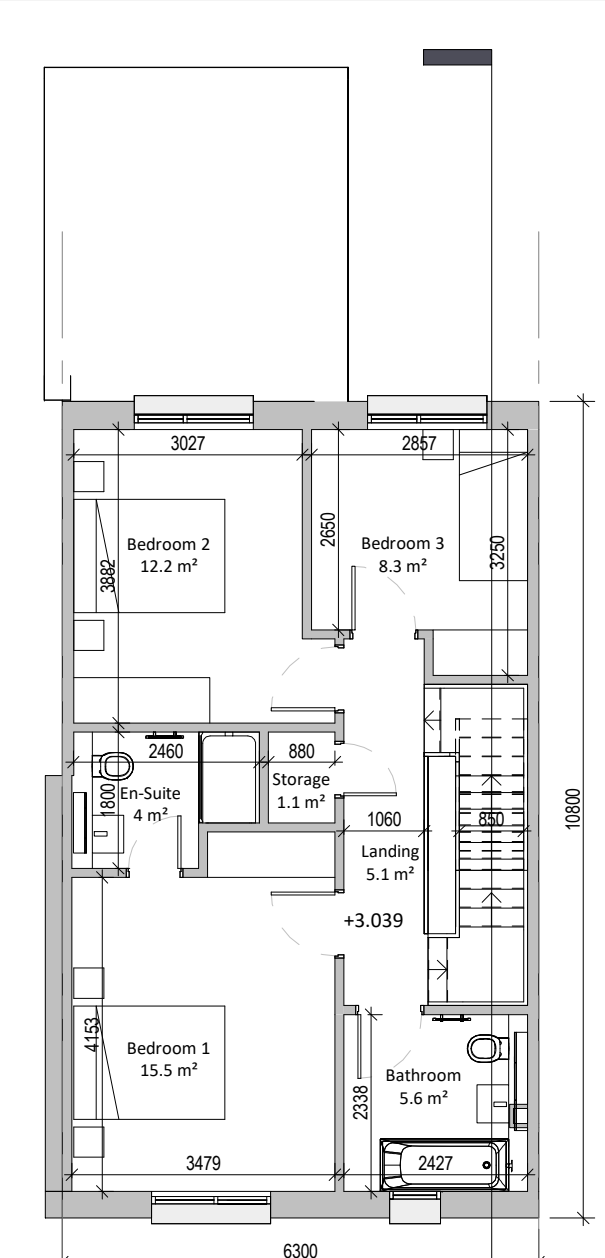 3027
2857
2650
Bedroom 2
12.2 m²
Bedroom 3
8.3 m²
3250
3882
2460
880
Storage
1.1 m²
En-Suite
4 m²
1800
1060
850
10800
Landing
5.1 m²
+3.039
4153
Bedroom 1
15.5 m²
Bathroom
5.6 m²
2338
3479
2427
6300